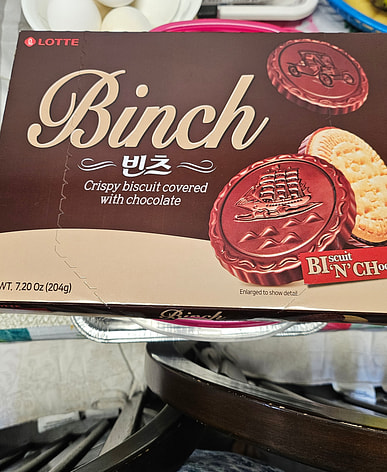 LOTTE
Binch
빈츠
Crispy biscuit covered
with chocolate
BIscuit
'N' CHoc
Enlarged to show detail
WT. 7.20 Oz (204g)
Binch